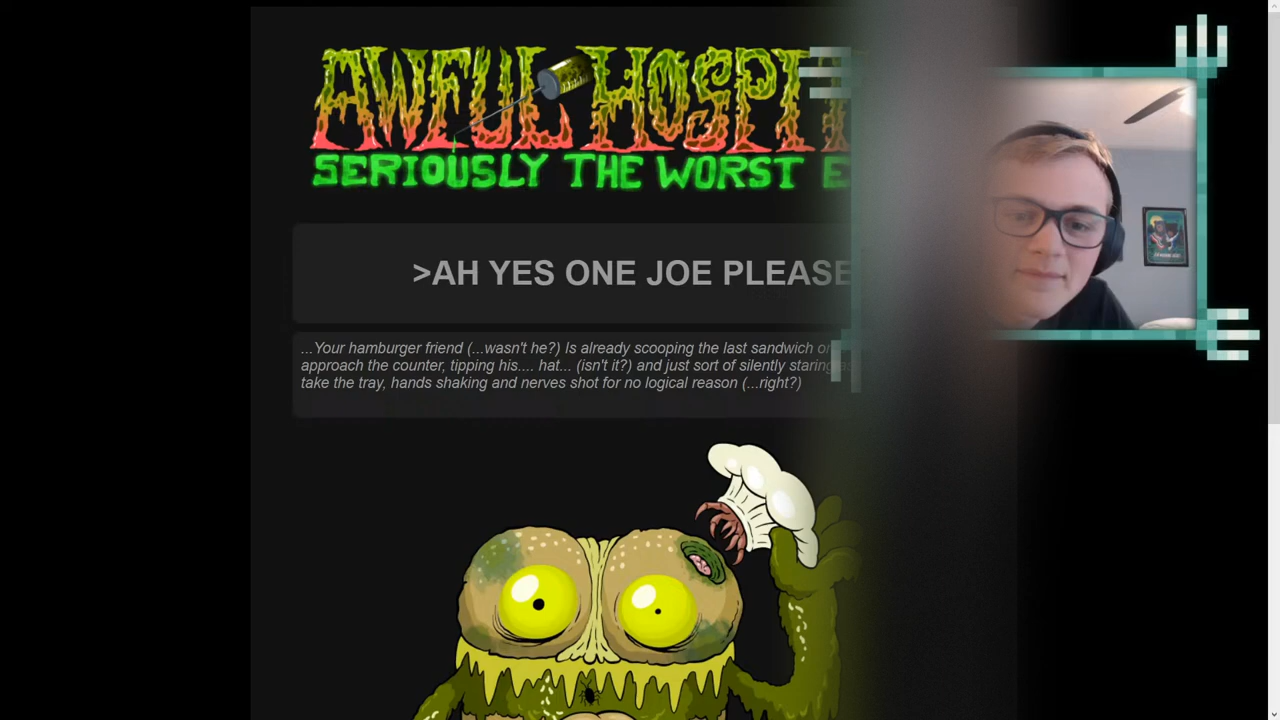 AWFUL HOSPI
SERIOUSLY THE WORST E
>AH YES ONE JOE PLEASE
...Your hamburger friend (...wasn't he?) Is already scooping the last sandwich
approach the counter, tipping his.... hat... (isn't it?) and just sort of silently staring
take the tray, hands shaking and nerves shot for no logical reason (...right?)